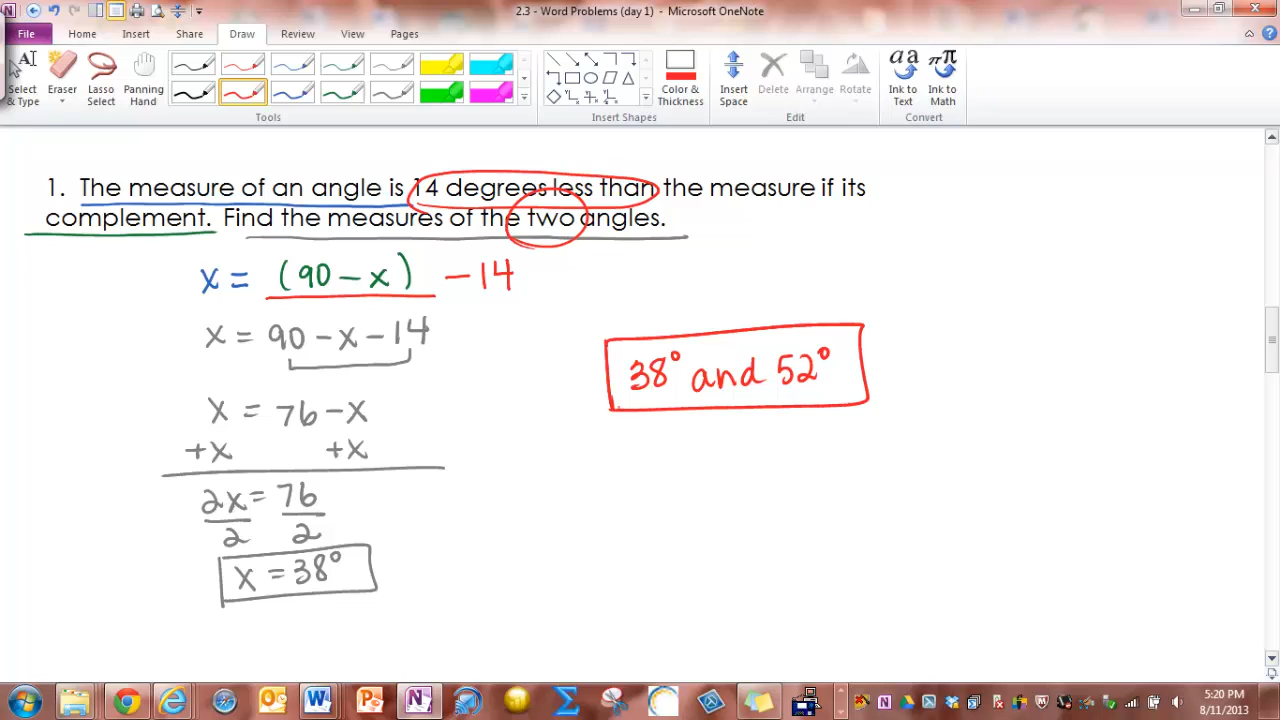 2.3 - Word Problems (day 1) - Microsoft OneNote
File Home Insert Draw Review View Pages
Select & Type Eraser Lasso Select Panning Hand Color & Thickness Insert Space Delete Arrange Rotate Ink to Text Ink to Math
Tools Insert Shapes Edit Convert
1. The measure of an angle is 14 degrees less than the measure if its
complement. Find the measures of the two angles.
x = (90 - x) - 14
x = 90 - x - 14
38° and 52°
x = 76 - x
+x +x
2x = 76
2 2
x = 38°
5:20 PM
8/11/2013